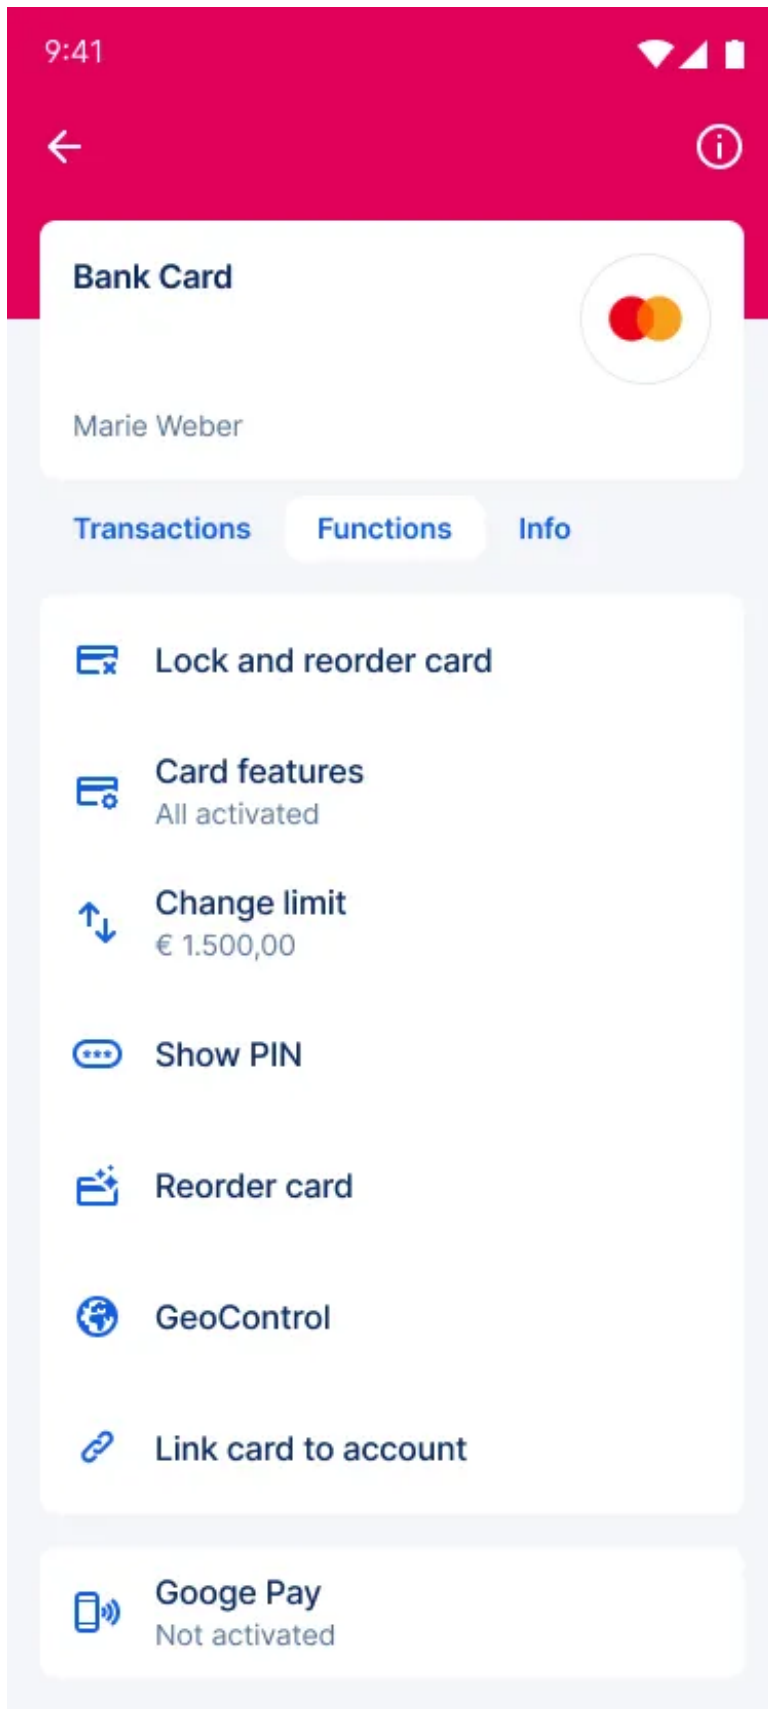 9:41
Bank Card
Marie Weber
Transactions Functions Info
Lock and reorder card
Card features
All activated
Change limit
€ 1.500,00
Show PIN
Reorder card
GeoControl
Link card to account
Googe Pay
Not activated